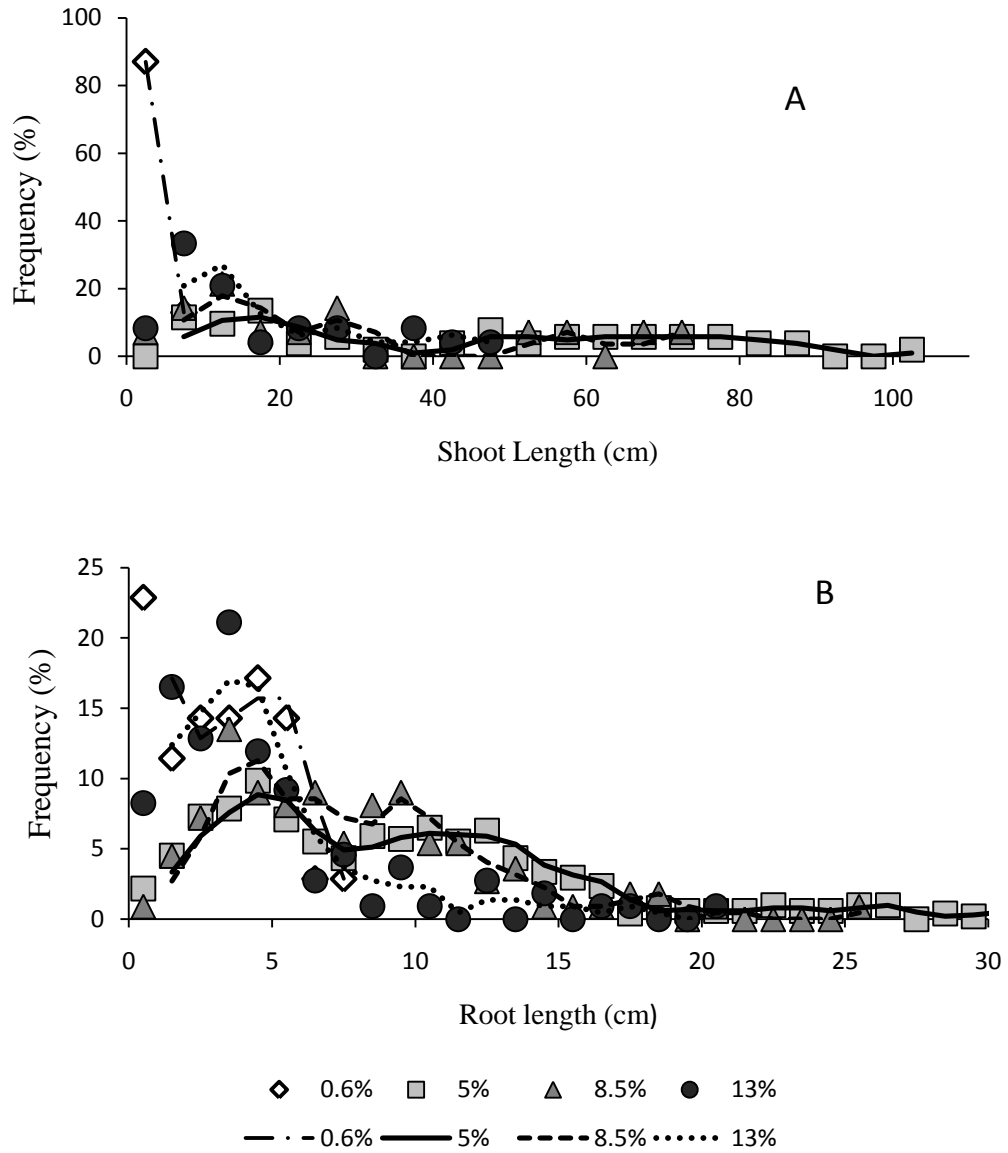 100
80
60
40
20
0
Frequency (%)
A
0 20 40 60 80 100
Shoot Length (cm)
25
20
15
10
5
0
Frequency (%)
B
0 5 10 15 20 25 30
Root length (cm)
0.6% 5% 8.5% 13%
0.6% 5% 8.5% 13%